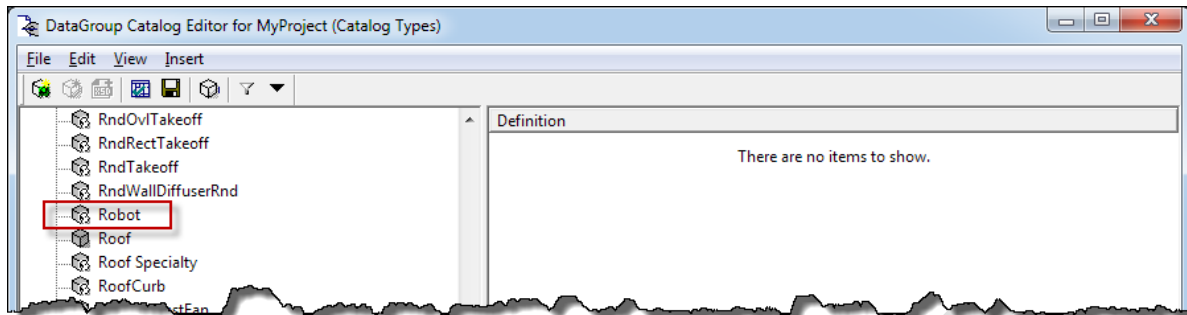 DataGroup Catalog Editor for MyProject (Catalog Types)
File Edit View Insert
RndOvlTakeoff
RndRectTakeoff
RndTakeoff
RndWallDiffuserRnd
Robot
Roof
Roof Specialty
RoofCurb
Definition
There are no items to show.